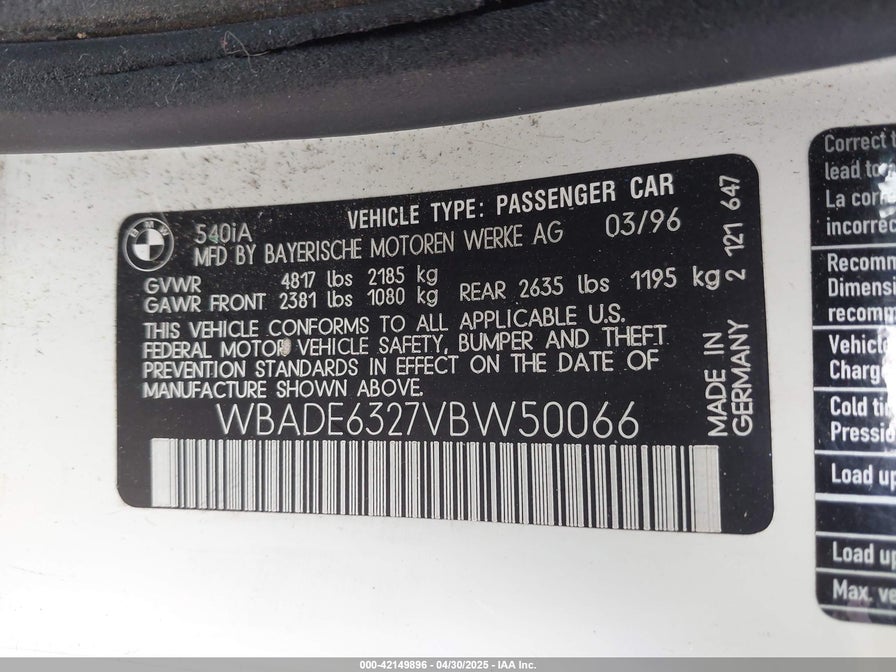 BMW
540iA
VEHICLE TYPE: PASSENGER CAR
MFD BY BAYERISCHE MOTOREN WERKE AG 03/96
GVWR 4817 lbs 2185 kg
GAWR FRONT 2381 lbs 1080 kg REAR 2635 lbs 1195 kg
THIS VEHICLE CONFORMS TO ALL APPLICABLE U.S.
FEDERAL MOTOR VEHICLE SAFETY, BUMPER AND THEFT
PREVENTION STANDARDS IN EFFECT ON THE DATE OF
MANUFACTURE SHOWN ABOVE.
WBADE6327VBW50066
2 121 647
MADE IN
GERMANY
Correct
lead to
La
incorrec
Recomm
Dimensi
recomm
Vehicle
Charge
Cold ti
Pressio
Load up
Load up
Max. ve
000-42149896 - 04/30/2025 - IAA Inc.